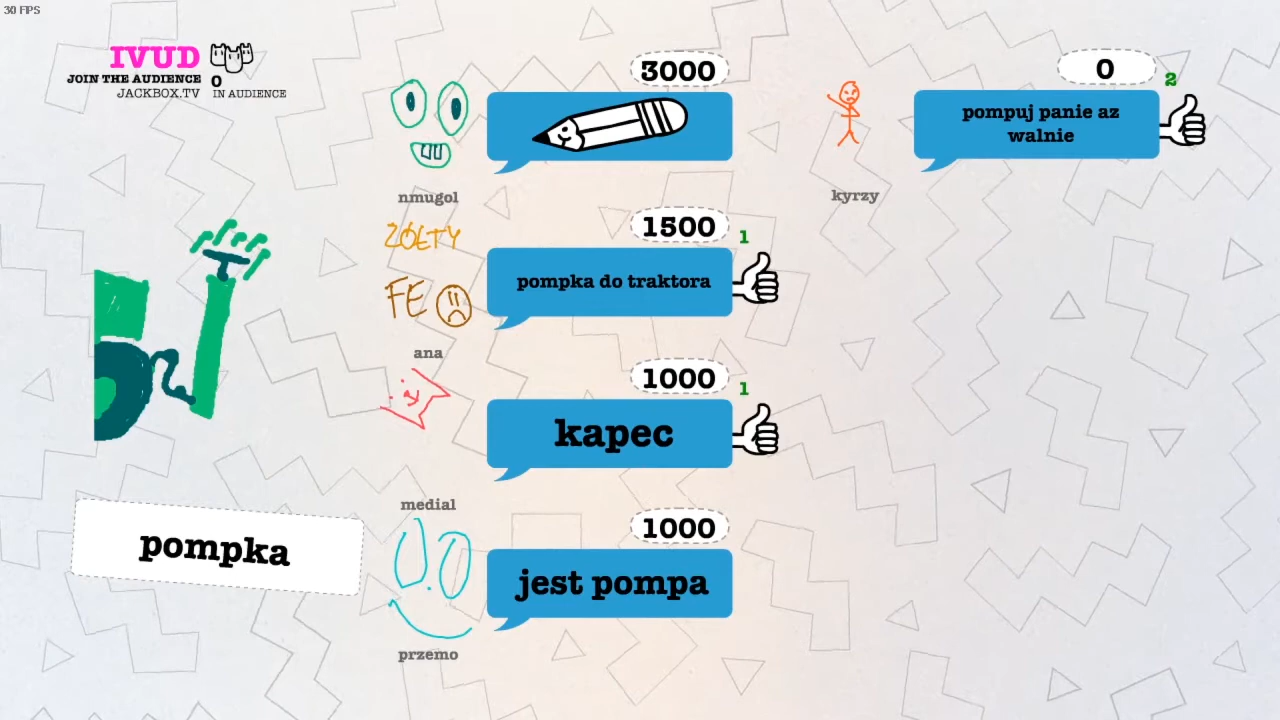 30 FPS
IVUD
JOIN THE AUDIENCE
JACKBOX.TV
0
IN AUDIENCE
3000
nmugol
1500
1
ŻÓŁTY
FE
pompka do traktora
ana
1000
1
kapec
medial
1000
jest pompa
przemo
0
2
pompuj panie az
walnie
kyrzy
pompka